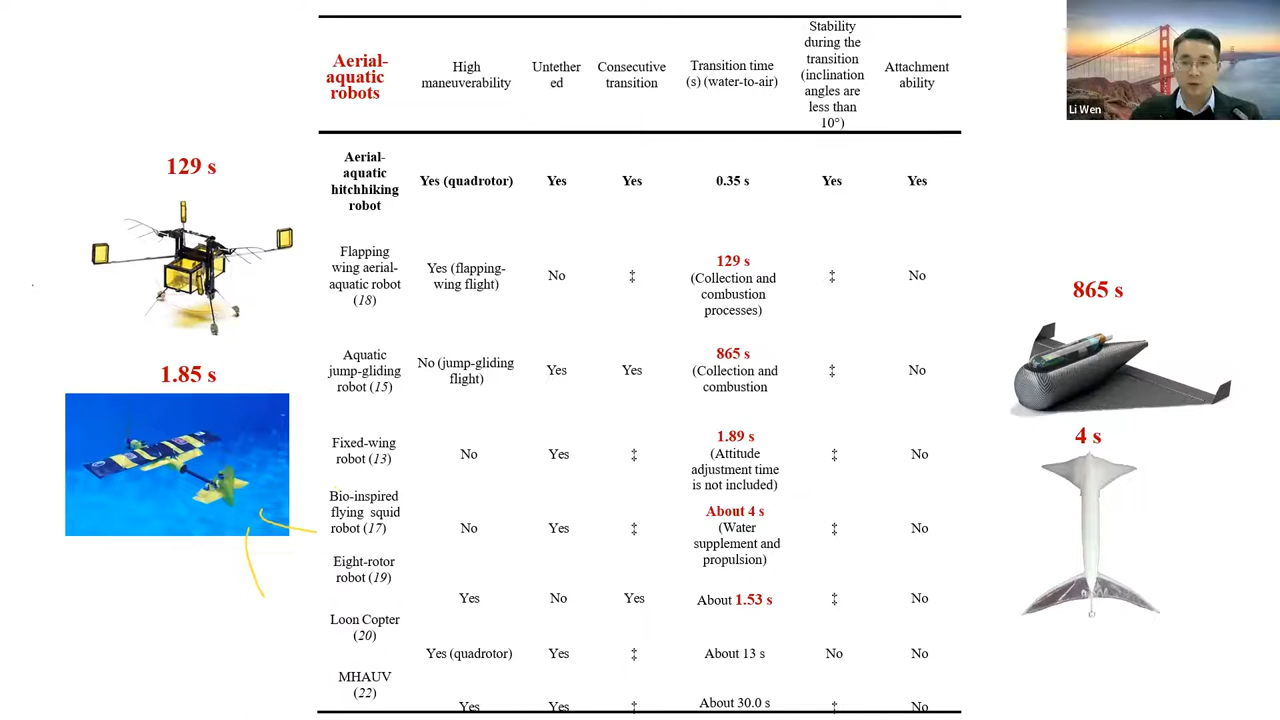 Aerial-
aquatic
robots
High
maneuverability
Untether
ed
Consecutive
transition
Transition time
(s) (water-to-air)
Stability
during the
transition
(inclination
angles are
less than
10°)
Attachment
ability
Li Wen
Aerial-
aquatic
hitchhiking
robot
Yes (quadrotor)
Yes
Yes
0.35 s
Yes
Yes
129 s
Flapping
wing aerial-
aquatic robot
(18)
Yes (flapping-
wing flight)
No
‡
129 s
(Collection and
combustion
processes)
‡
No
865 s
Aquatic
jump-gliding
robot (15)
No (jump-gliding
flight)
Yes
Yes
865 s
(Collection and
combustion
‡
No
1.85 s
Fixed-wing
robot (13)
No
Yes
‡
1.89 s
(Attitude
adjustment time
is not included)
‡
No
4 s
Bio-inspired
flying squid
robot (17)
No
Yes
‡
About 4 s
(Water
supplement and
propulsion)
‡
No
Eight-rotor
robot (19)
Yes
No
Yes
About 1.53 s
‡
No
Loon Copter
(20)
Yes (quadrotor)
Yes
‡
About 13 s
No
No
MHAUV
(22)
Yes
Yes
‡
About 30.0 s
‡
No